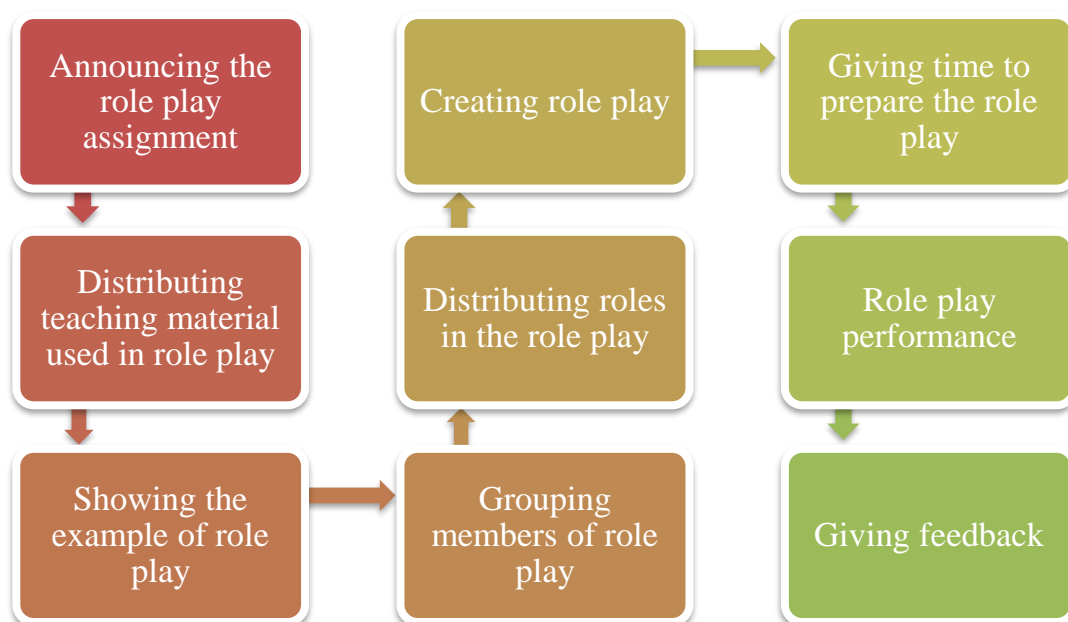 Announcing the
role play
assignment
Distributing
teaching material
used in role play
Showing the
example of role
play
Grouping
members of role
play
Distributing roles
in the role play
Creating role play
Giving time to
prepare the role
play
Role play
performance
Giving feedback